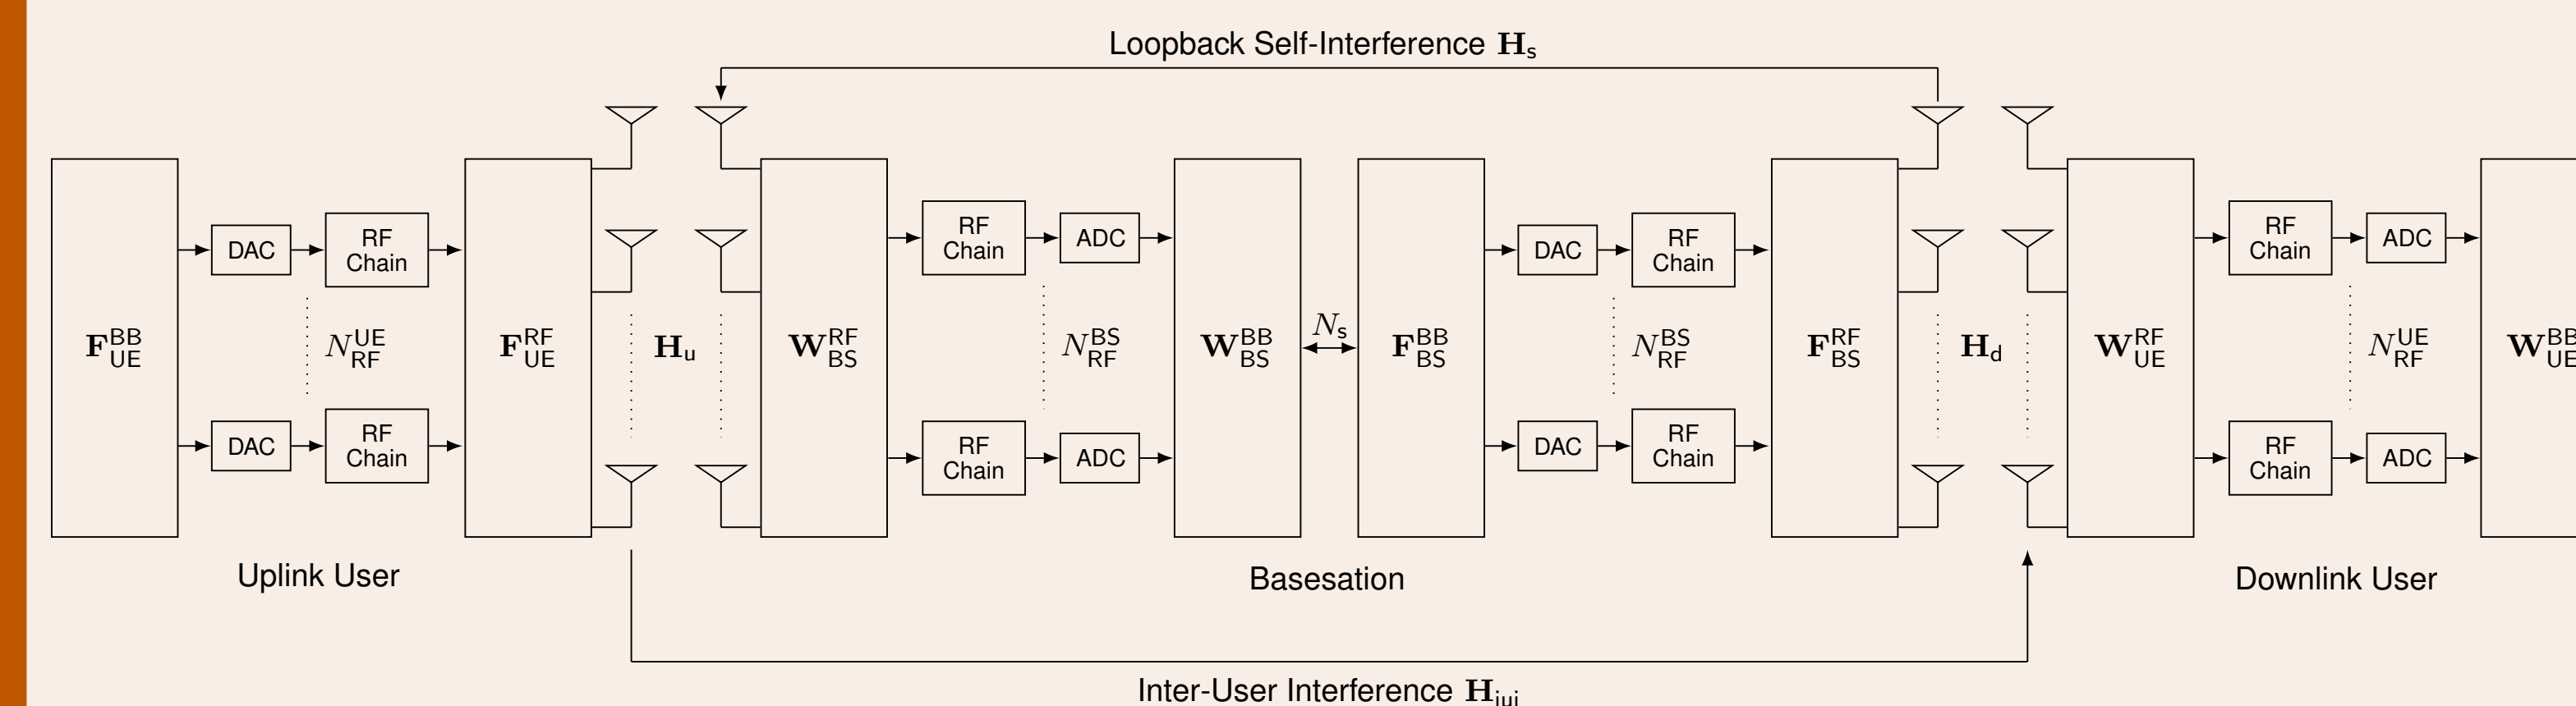 Loopback Self-Interference H_s
F_UE^BB
DAC
RF
Chain
N_RF^UE
DAC
RF
Chain
F_UE^RF
H_u
W_BS^RF
RF
Chain
ADC
N_RF^BS
RF
Chain
ADC
W_BS^BB
N_s
F_BS^BB
DAC
RF
Chain
N_RF^BS
DAC
RF
Chain
F_BS^RF
H_d
W_UE^RF
RF
Chain
ADC
N_RF^UE
RF
Chain
ADC
W_UE^BB
Uplink User
Basesation
Downlink User
Inter-User Interference H_iui